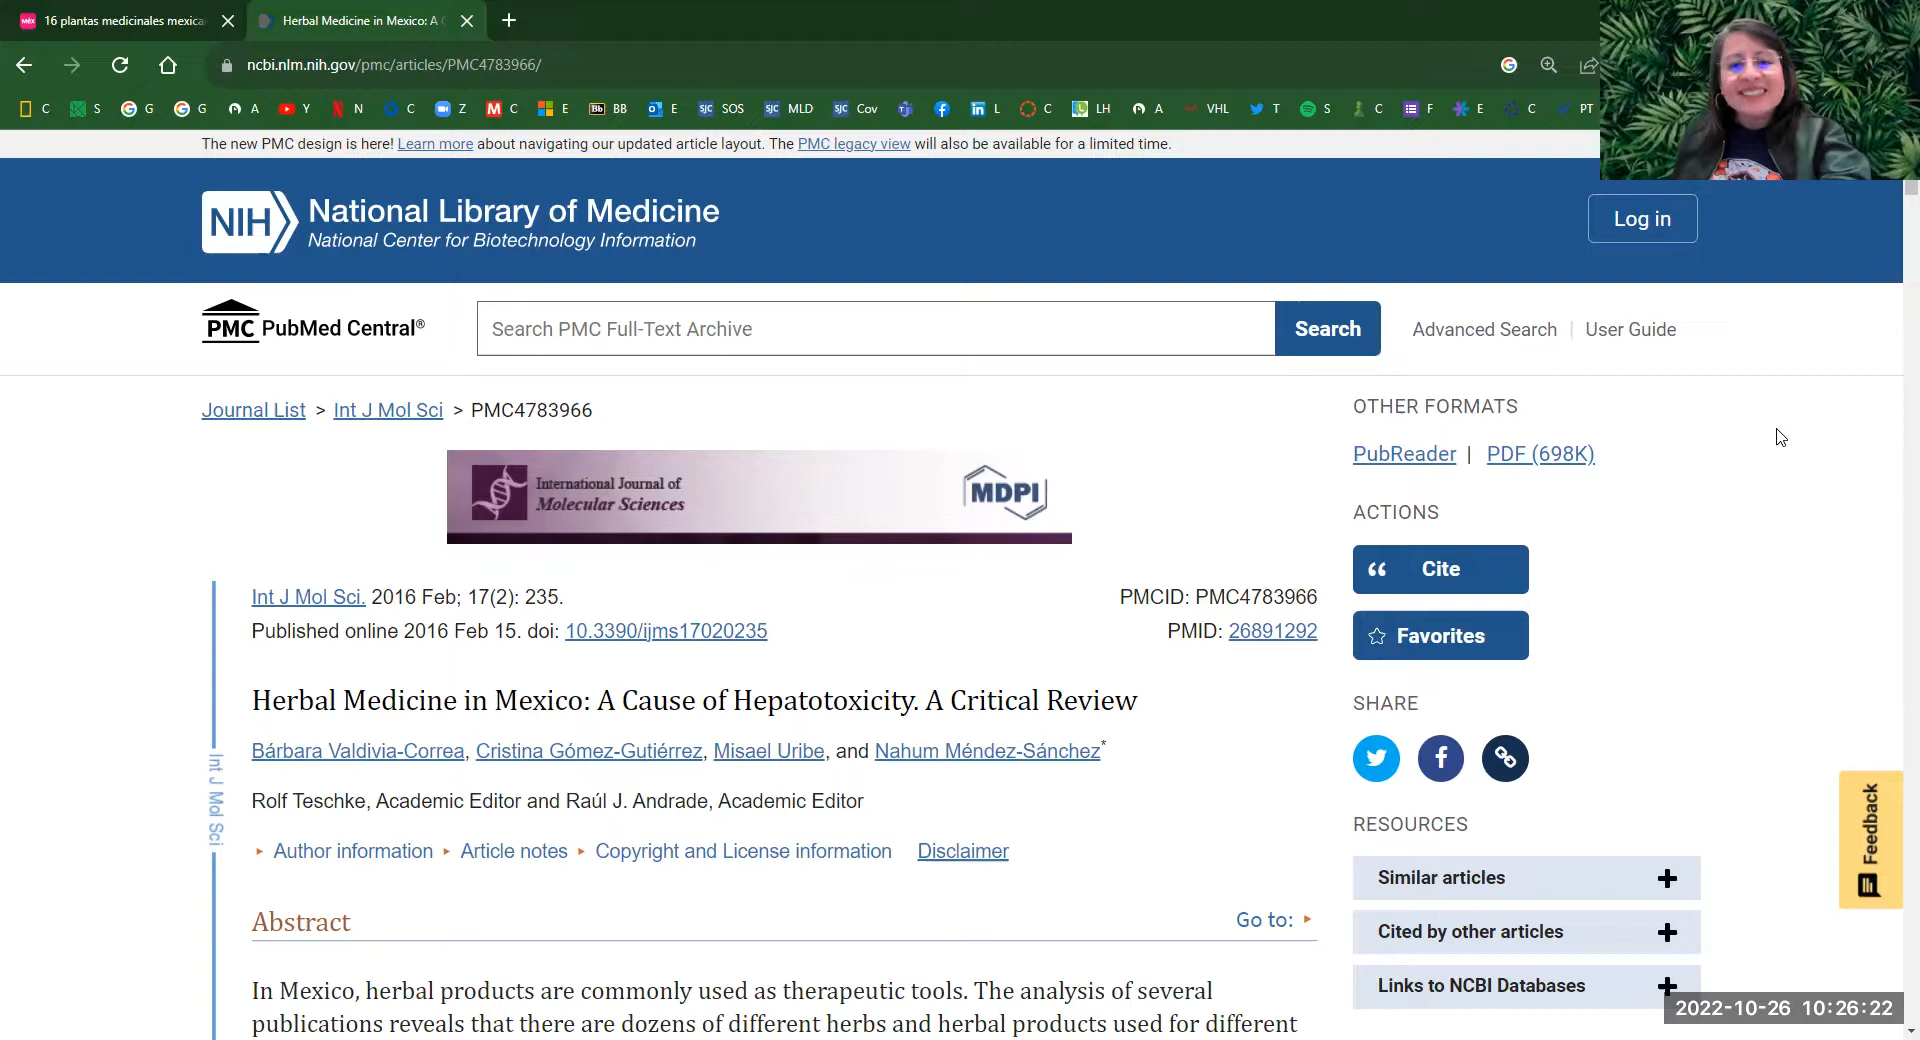 16 plantas medicinales mexica
Herbal Medicine in Mexico: A C
ncbi.nlm.nih.gov/pmc/articles/PMC4783966/
C S G G A Y N C Z C E BB E SOS MLD Cov L C LH A VHL T S C F E C PT
The new PMC design is here! Learn more about navigating our updated article layout. The PMC legacy view will also be available for a limited time.
NIH National Library of Medicine
National Center for Biotechnology Information
Log in
PMC PubMed Central®
Search PMC Full-Text Archive
Search
Advanced Search | User Guide
Journal List > Int J Mol Sci > PMC4783966
International Journal of
Molecular Sciences
MDPI
Int J Mol Sci
Int J Mol Sci. 2016 Feb; 17(2): 235.
PMCID: PMC4783966
Published online 2016 Feb 15. doi: 10.3390/ijms17020235
PMID: 26891292
Herbal Medicine in Mexico: A Cause of Hepatotoxicity. A Critical Review
Bárbara Valdivia-Correa, Cristina Gómez-Gutiérrez, Misael Uribe, and Nahum Méndez-Sánchez*
Rolf Teschke, Academic Editor and Raúl J. Andrade, Academic Editor
Author information Article notes Copyright and License information Disclaimer
Abstract
Go to:
In Mexico, herbal products are commonly used as therapeutic tools. The analysis of several
publications reveals that there are dozens of different herbs and herbal products used for different
OTHER FORMATS
PubReader | PDF (698K)
ACTIONS
Cite
Favorites
SHARE
RESOURCES
Similar articles
Cited by other articles
Links to NCBI Databases
Feedback
2022-10-26 10:26:22